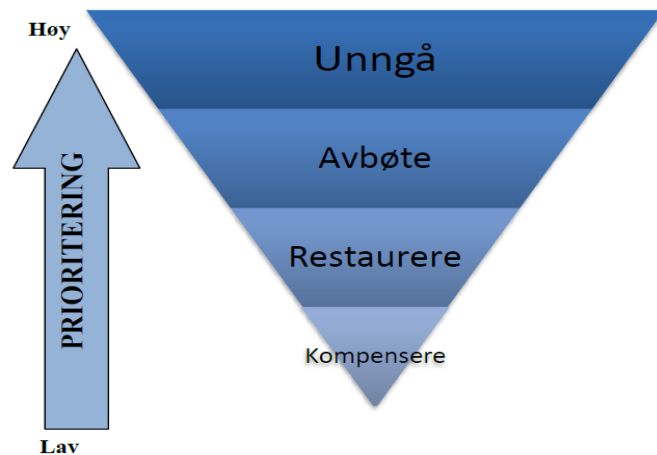 Høy
Unngå
Avbøte
Restaurere
Kompensere
PRIORITERING
Lav